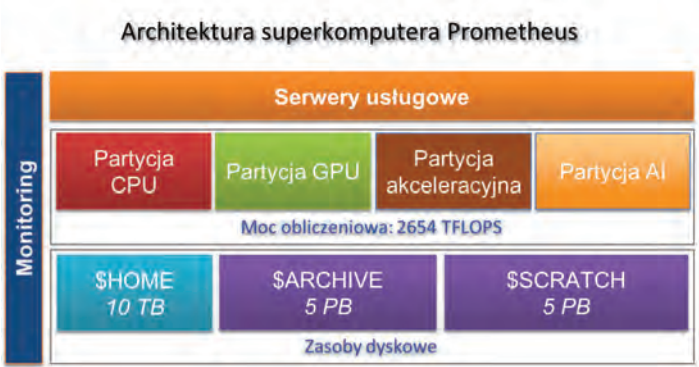 Architektura superkomputera Prometheus
Monitoring
Serwery usługowe
Partycja
CPU
Partycja GPU
Partycja
akceleracyjna
Partycja AI
Moc obliczeniowa: 2654 TFLOPS
$HOME
10 TB
$ARCHIVE
5 PB
$SCRATCH
5 PB
Zasoby dyskowe